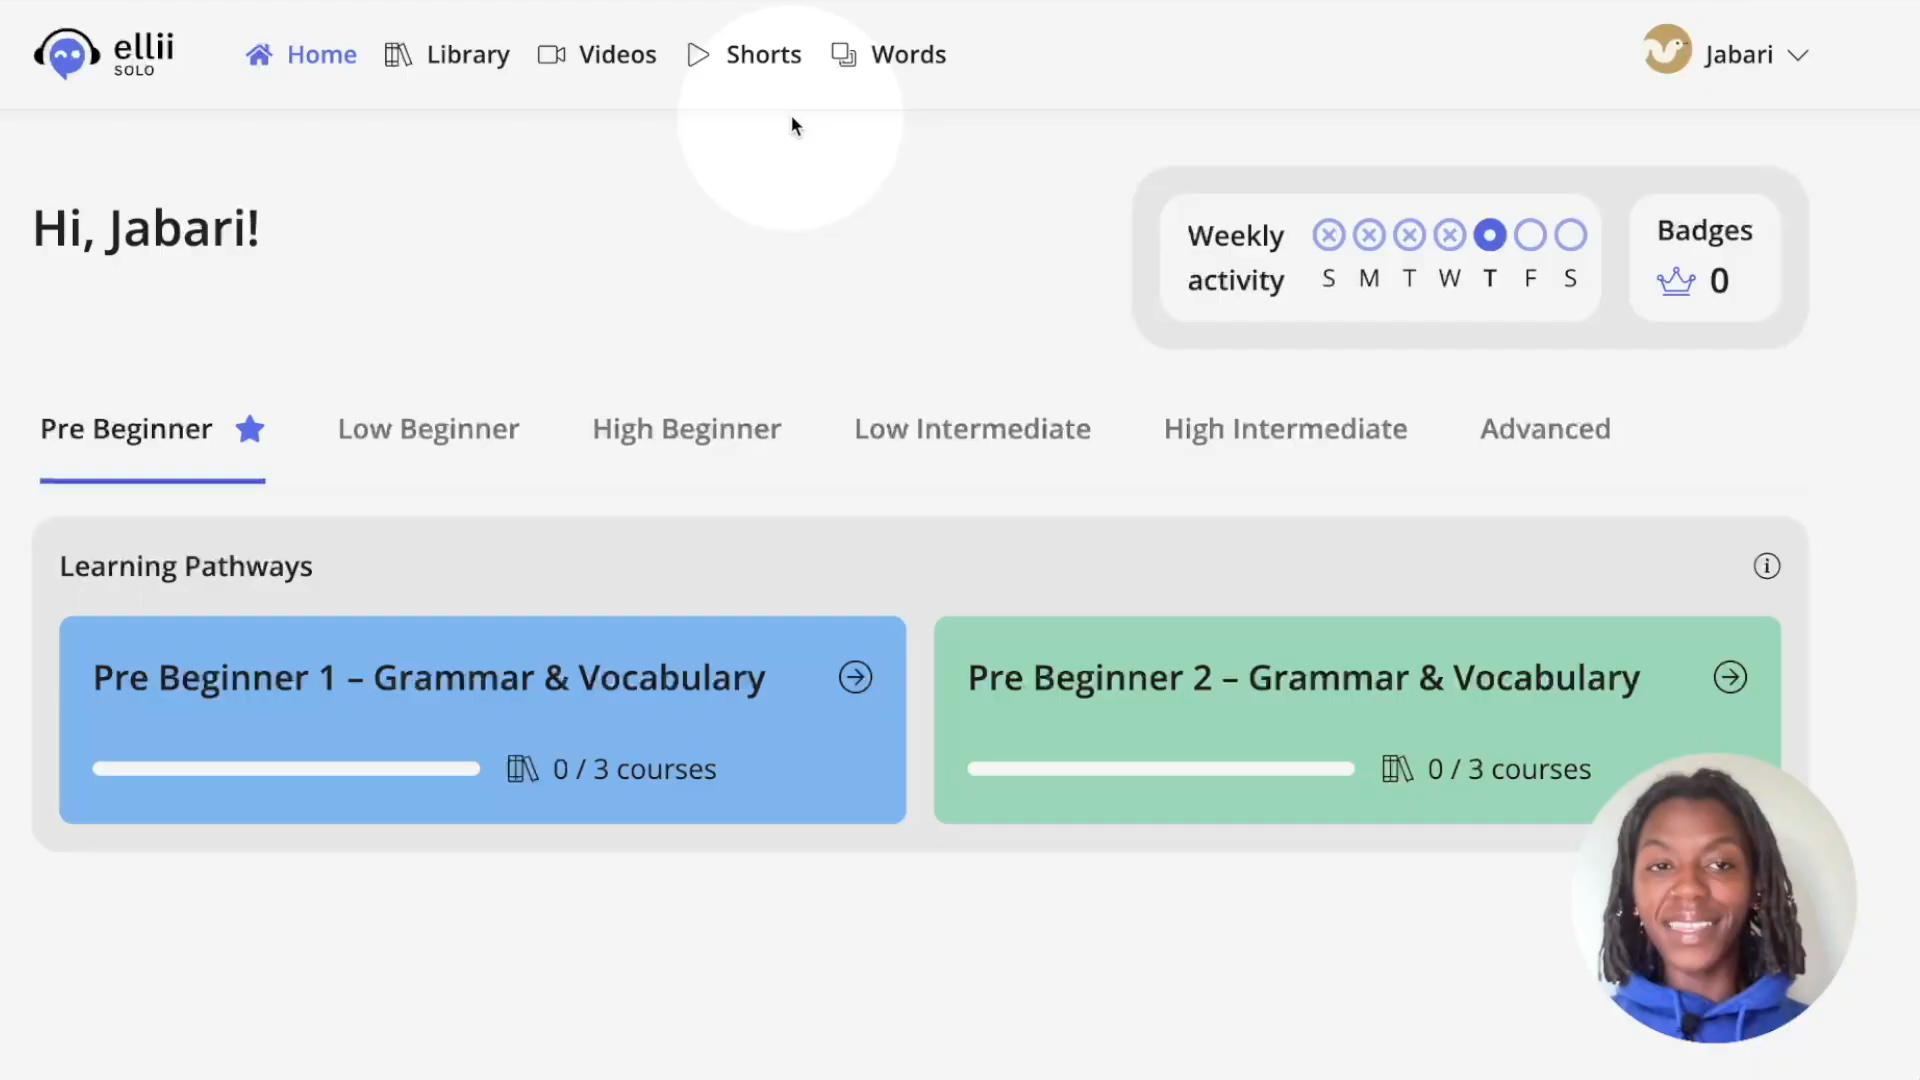 ellii
SOLO
Home
Library
Videos
Shorts
Words
Jabari
Hi, Jabari!
Weekly
activity
S M T W T F S
Badges
0
Pre Beginner
Low Beginner
High Beginner
Low Intermediate
High Intermediate
Advanced
Learning Pathways
Pre Beginner 1 – Grammar & Vocabulary
0 / 3 courses
Pre Beginner 2 – Grammar & Vocabulary
0 / 3 courses